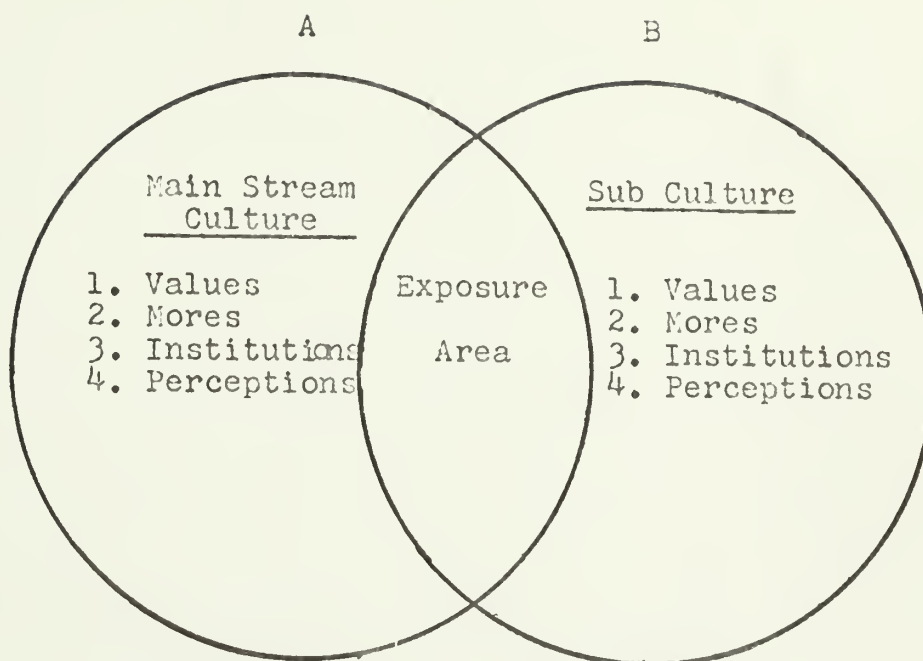 A
B
Main Stream
Culture
1. Values
2. Mores
3. Institutions
4. Perceptions
Exposure
Area
Sub Culture
1. Values
2. Mores
3. Institutions
4. Perceptions